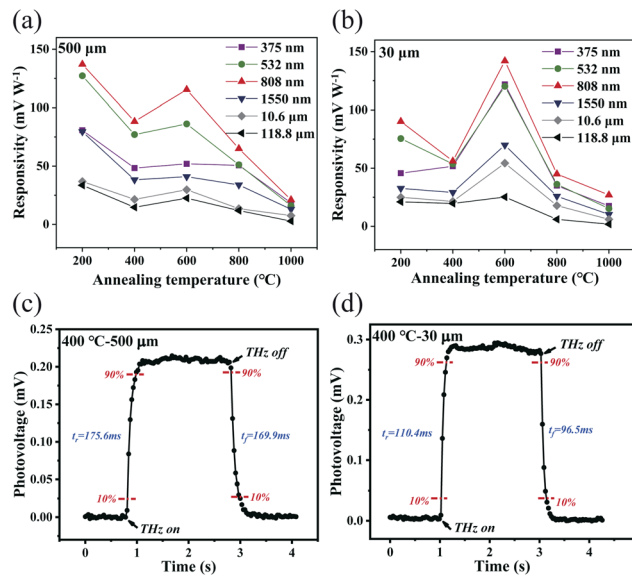 (a)
500 μm
375 nm
532 nm
808 nm
1550 nm
10.6 μm
118.8 μm
Responsivity (mV W⁻¹)
150
100
50
0
200 400 600 800 1000
Annealing temperature (℃)
(b)
30 μm
375 nm
532 nm
808 nm
1550 nm
10.6 μm
118.8 μm
Responsivity (mV W⁻¹)
150
100
50
0
200 400 600 800 1000
Annealing temperature (℃)
(c)
400 ℃-500 μm
THz off
90%
90%
tr=175.6ms
tf=169.9ms
10%
10%
THz on
Photovoltage (mV)
0.25
0.20
0.15
0.10
0.05
0.00
0 1 2 3 4
Time (s)
(d)
400 ℃-30 μm
THz off
90%
90%
tr=110.4ms
tf=96.5ms
10%
10%
THz on
Photovoltage (mV)
0.3
0.2
0.1
0.0
0 1 2 3 4
Time (s)